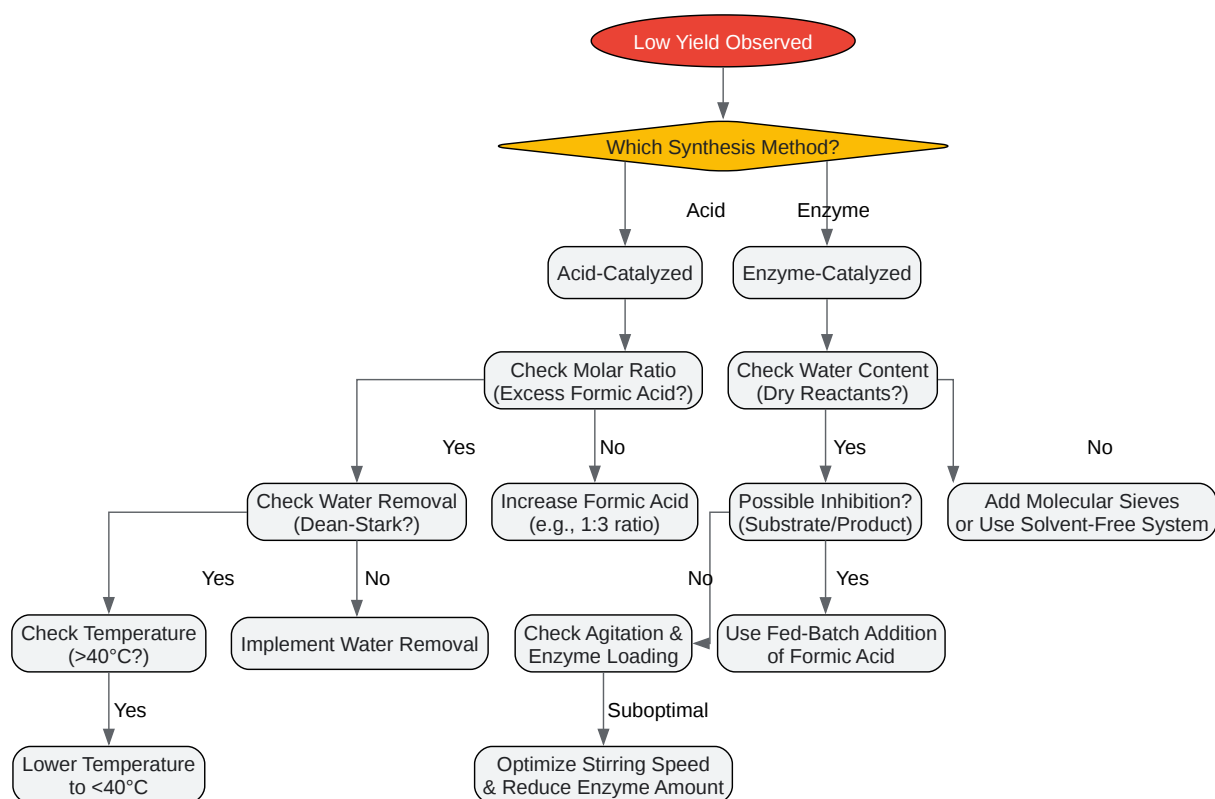 Low Yield Observed
Which Synthesis Method?
Acid
Enzyme
Acid-Catalyzed
Enzyme-Catalyzed
Check Molar Ratio
(Excess Formic Acid?)
Check Water Content
(Dry Reactants?)
Yes
No
Yes
No
Check Water Removal
(Dean-Stark?)
Increase Formic Acid
(e.g., 1:3 ratio)
Possible Inhibition?
(Substrate/Product)
Add Molecular Sieves
or Use Solvent-Free System
Yes
No
No
Yes
Check Temperature
(>40°C?)
Implement Water Removal
Check Agitation &
Enzyme Loading
Use Fed-Batch Addition
of Formic Acid
Yes
Suboptimal
Lower Temperature
to <40°C
Optimize Stirring Speed
& Reduce Enzyme Amount